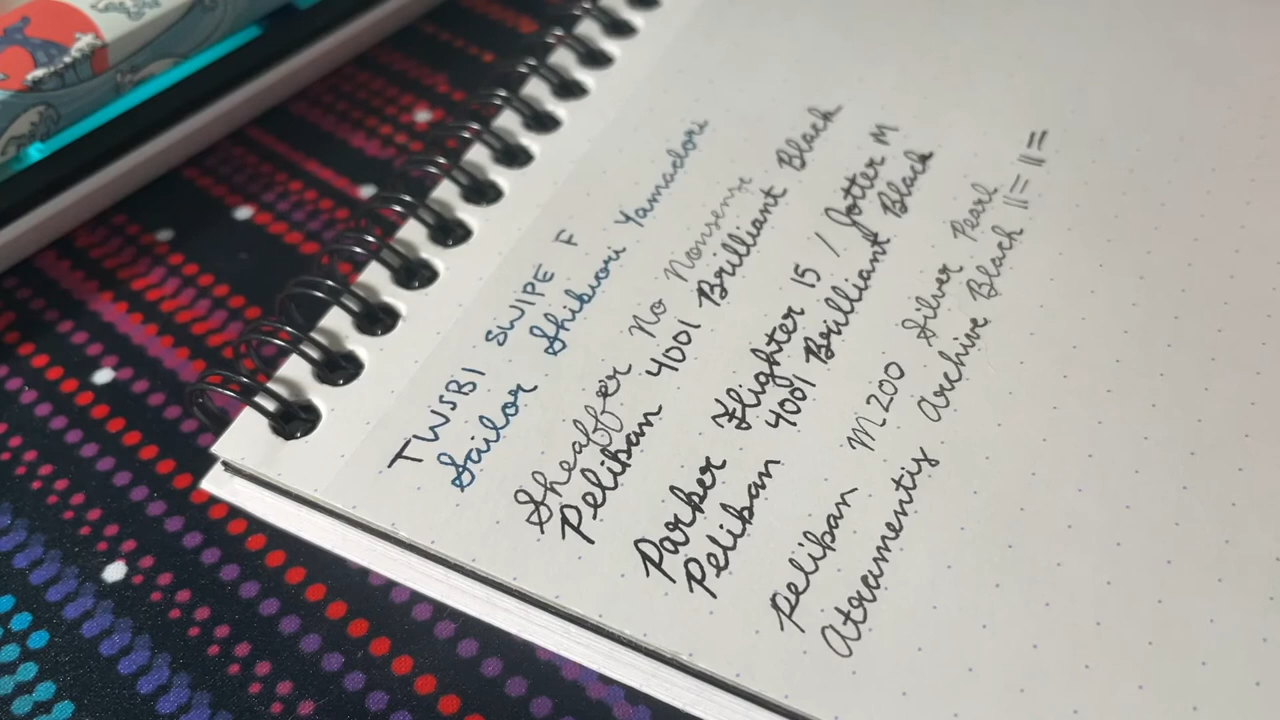 TWSBI SWIPE F
Sailor Shikiori Yamadori
Sheaffer No Nonsense
Pelikan 4001 Brilliant Black
Parker Flighter 15 / Jotter M
Pelikan 4001 Brilliant Black
Pelikan M200 Silver Pearl
Atramentis Archive Black ||= ||=